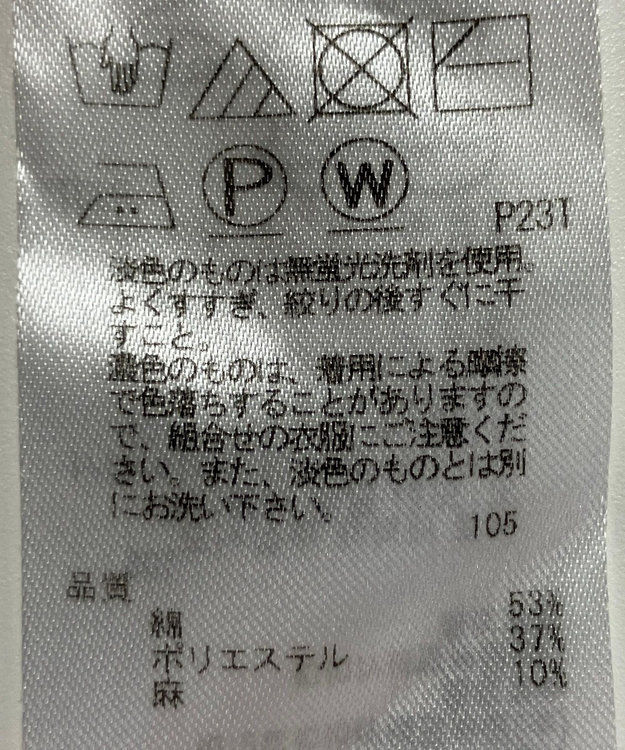 P
W
P23T
淡色のものは無蛍光洗剤を使用。
よくすすぎ、絞りの後すぐに干
すこと。
濃色のものは、着用による摩擦
で色落ちすることがありますの
で、組合せの衣服にご注意くだ
さい。また、淡色のものとは別
にお洗い下さい。
105
品質
綿 53%
ポリエステル 37%
麻 10%